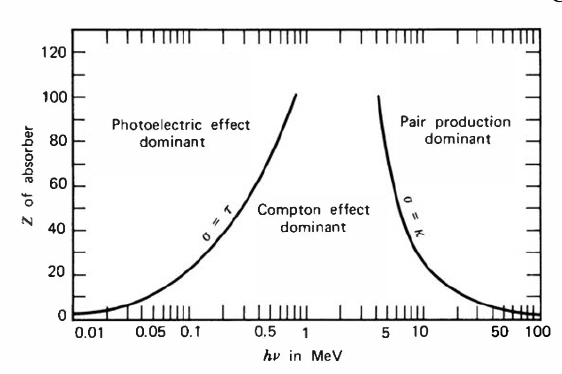 120
100
80
60
40
20
0
Z of absorber
Photoelectric effect
dominant
σ = τ
Compton effect
dominant
Pair production
dominant
σ = κ
0.01 0.05 0.1 0.5 1 5 10 50 100
hν in MeV